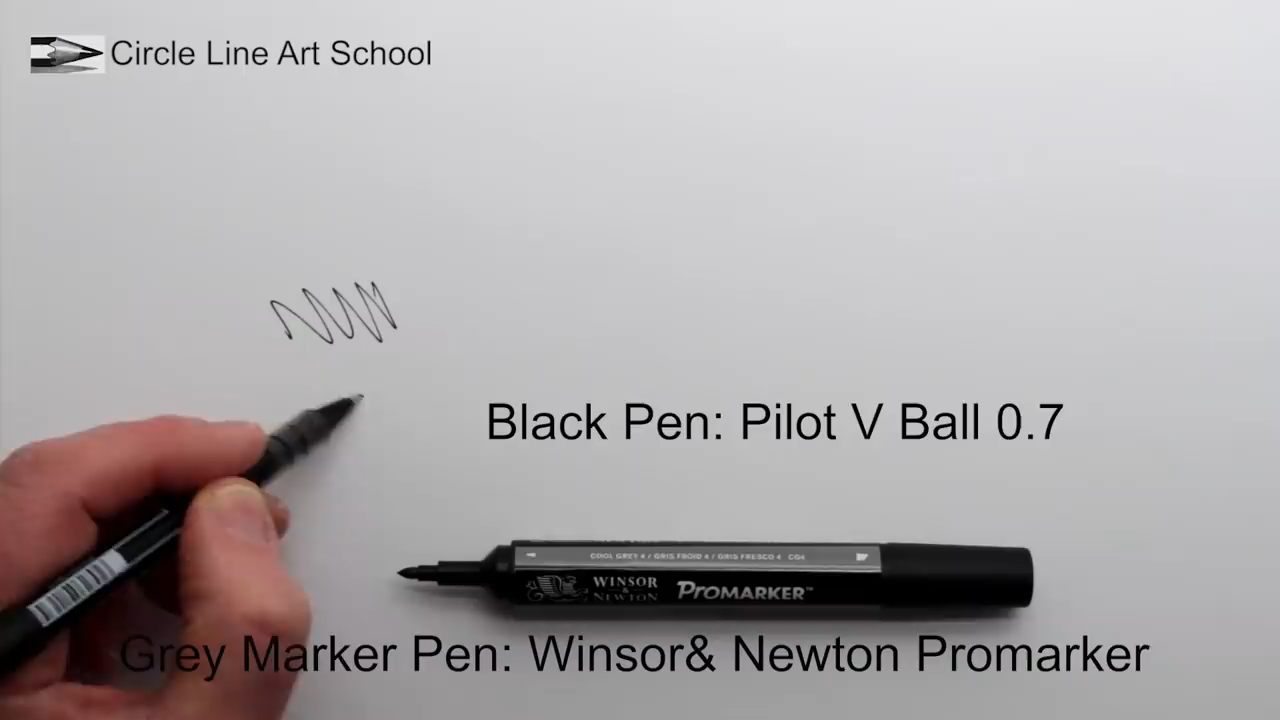 Circle Line Art School
Black Pen: Pilot V Ball 0.7
COOL GREY 4 / GRIS FROID 4 / GRIS FRESCO 4 CG4
WINSOR
& NEWTON
PROMARKER™
Grey Marker Pen: Winsor& Newton Promarker